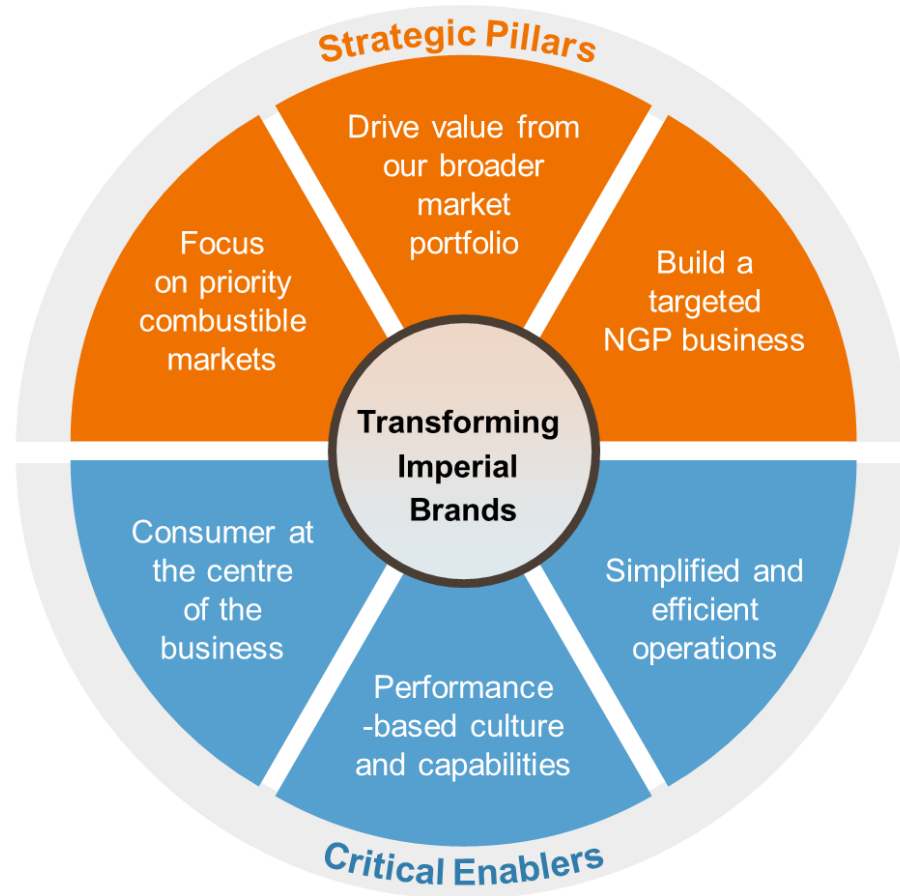 Strategic Pillars
Drive value from
our broader
market
portfolio
Focus
on priority
combustible
markets
Build a
targeted
NGP business
Transforming
Imperial
Brands
Consumer at
the centre
of the
business
Simplified and
efficient
operations
Performance
-based culture
and capabilities
Critical Enablers